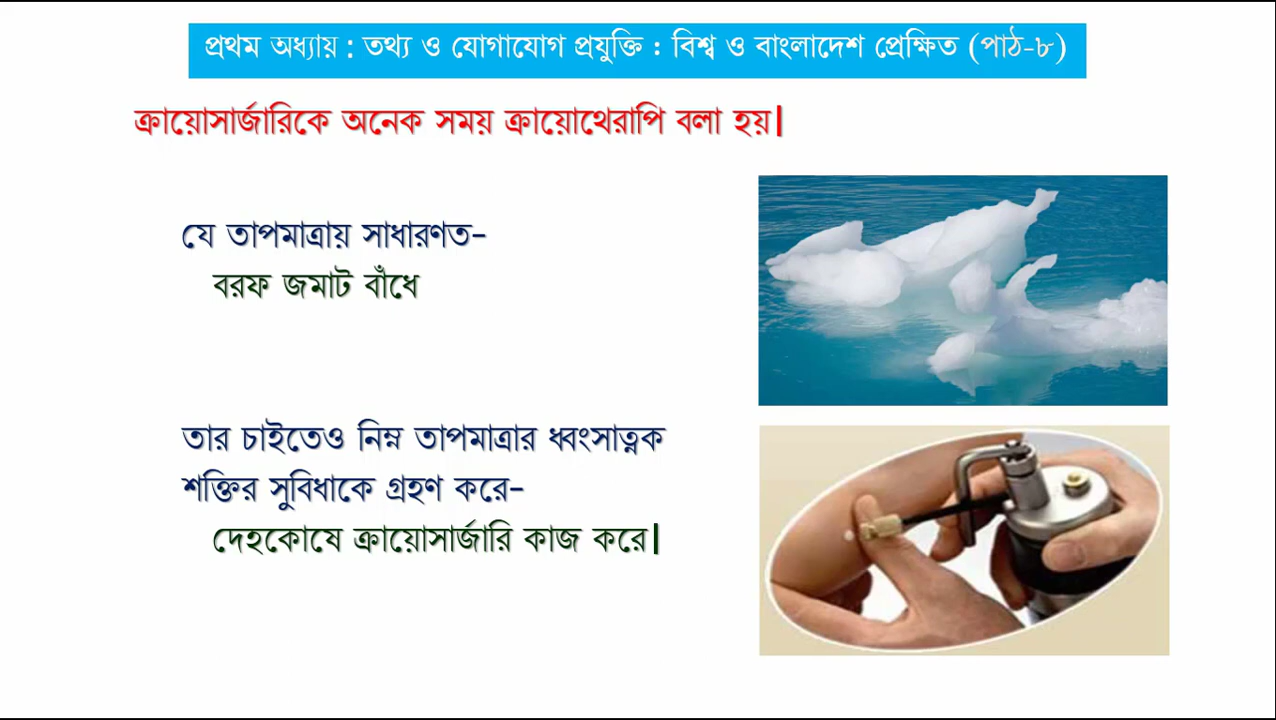 প্রথম অধ্যায় : তথ্য ও যোগাযোগ প্রযুক্তি : বিশ্ব ও বাংলাদেশ প্রেক্ষিত (পাঠ-৮)
ক্রায়োসার্জারিকে অনেক সময় ক্রায়োথেরাপি বলা হয়।
যে তাপমাত্রায় সাধারণত-
বরফ জমাট বাঁধে
তার চাইতেও নিম্ন তাপমাত্রার ধ্বংসাত্নক
শক্তির সুবিধাকে গ্রহণ করে-
দেহকোষে ক্রায়োসার্জারি কাজ করে।